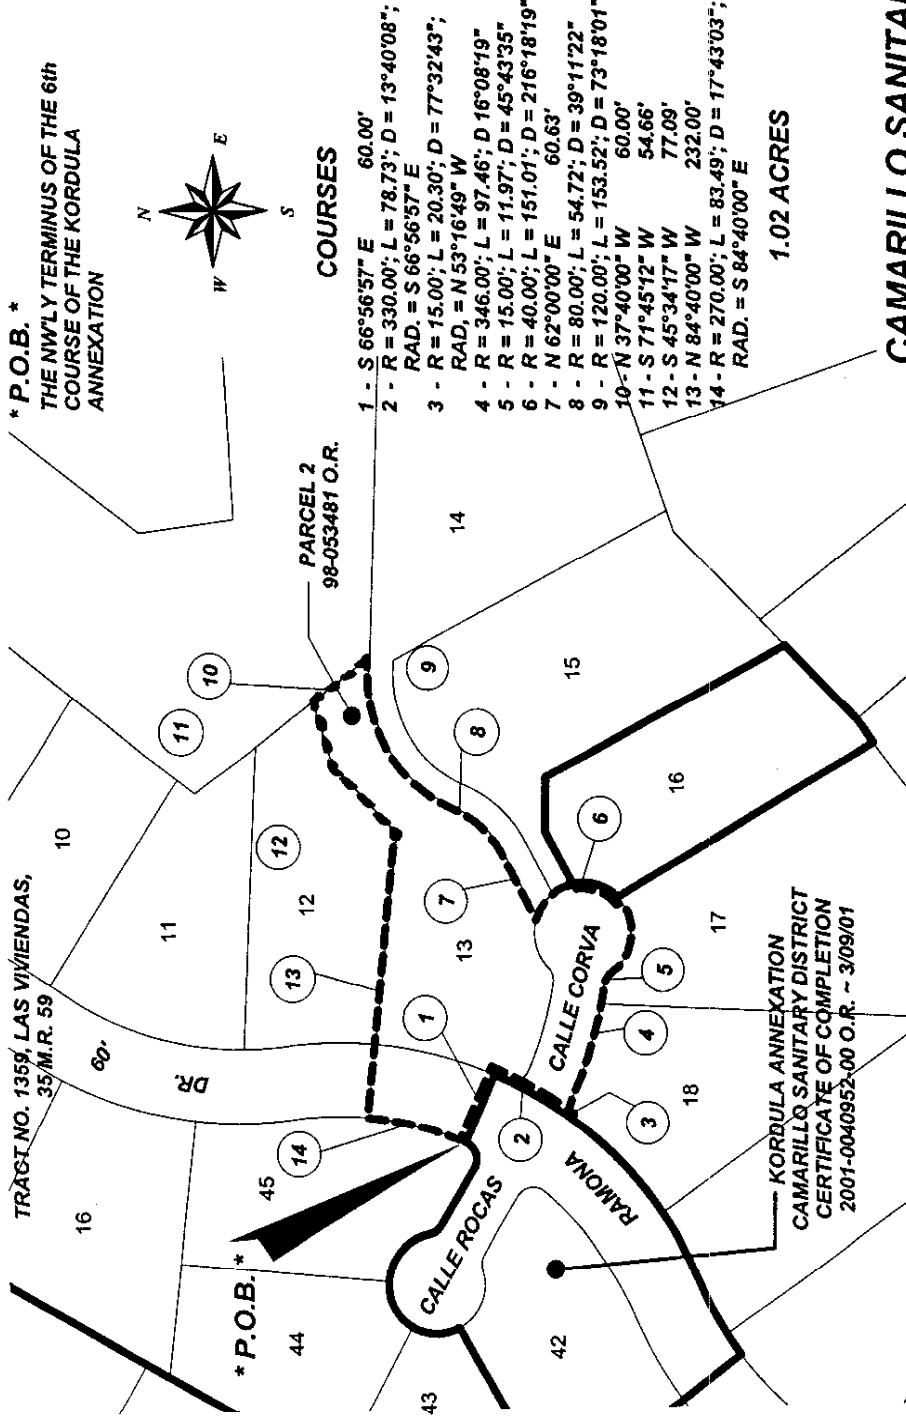 * P.O.B. *
THE NW'LY TERMINUS OF THE 6th
COURSE OF THE KORDULA
ANNEXATION
N
E
S
W
COURSES
1 - S 66°56'57" E 60.00'
2 - R = 330.00'; L = 78.73'; D = 13°40'08";
RAD. = S 66°56'57" E
3 - R = 15.00'; L = 20.30'; D = 77°32'43";
RAD, = N 53°16'49" W
4 - R = 346.00'; L = 97.46'; D 16°08'19"
5 - R = 15.00'; L = 11.97'; D = 45°43'35"
6 - R = 40.00'; L = 151.01'; D = 216°18'19"
7 - N 62°00'00" E 60.63'
8 - R = 80.00'; L = 54.72'; D = 39°11'22"
9 - R = 120.00'; L = 153.52'; D = 73°18'01"
10 - N 37°40'00" W 60.00'
11 - S 71°45'12" W 54.66'
12 - S 45°34'17" W 77.09'
13 - N 84°40'00" W 232.00'
14 - R = 270.00'; L = 83.49'; D = 17°43'03";
RAD. = S 84°40'00" E
1.02 ACRES
CAMARILLO SANITA
TRACT NO. 1359, LAS VIVIENDAS,
35 M.R. 59
PARCEL 2
98-053481 O.R.
10
11
12
13
14
15
16
17
18
16
45
44
43
42
60'
DR.
RAMONA
CALLE ROCAS
CALLE CORVA
* P.O.B. *
1
2
3
4
5
6
7
8
9
10
11
12
13
14
KORDULA ANNEXATION
CAMARILLO SANITARY DISTRICT
CERTIFICATE OF COMPLETION
2001-0040952-00 O.R. ~ 3/09/01